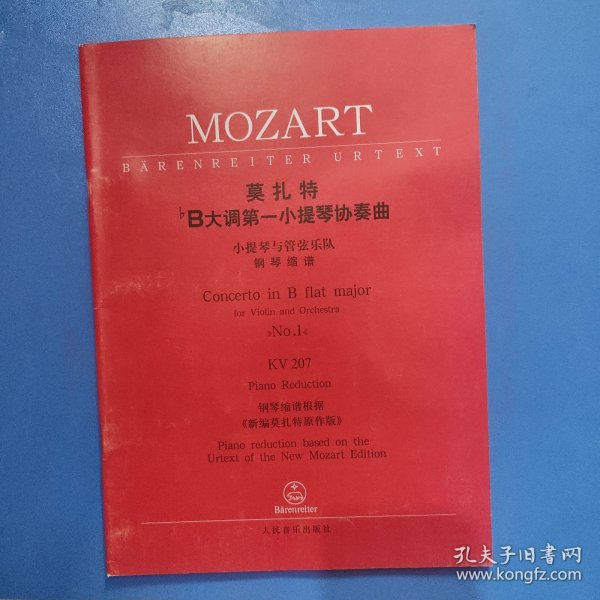 MOZART
BÄRENREITER URTEXT
莫扎特
♭B大调第一小提琴协奏曲
小提琴与管弦乐队
钢琴缩谱
Concerto in B flat major
for Violin and Orchestra
»No.1«
KV 207
Piano Reduction
钢琴缩谱根据
《新编莫扎特原作版》
Piano reduction based on the
Urtext of the New Mozart Edition
Bärenreiter
人民音乐出版社
孔夫子旧书网
www.kongfz.com